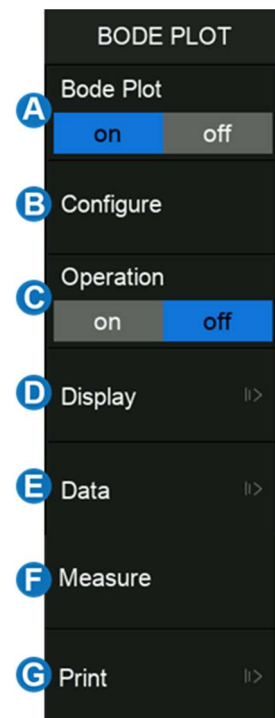 BODE PLOT
A
Bode Plot
on off
B
Configure
C
Operation
on off
D
Display
E
Data
F
Measure
G
Print